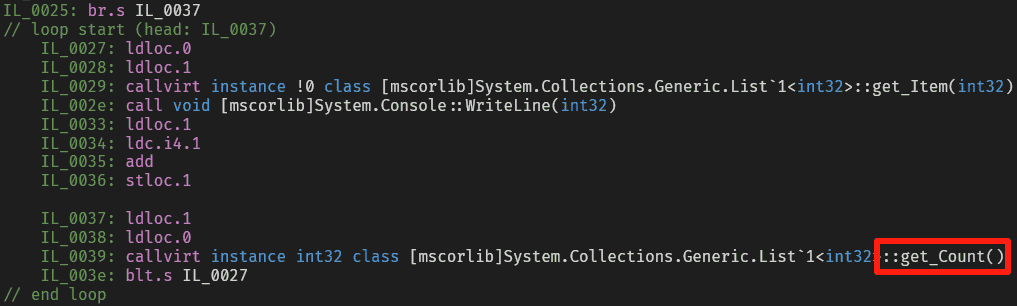 IL_0025: br.s IL_0037
// loop start (head: IL_0037)
IL_0027: ldloc.0
IL_0028: ldloc.1
IL_0029: callvirt instance !0 class [mscorlib]System.Collections.Generic.List`1<int32>::get_Item(int32)
IL_002e: call void [mscorlib]System.Console::WriteLine(int32)
IL_0033: ldloc.1
IL_0034: ldc.i4.1
IL_0035: add
IL_0036: stloc.1
IL_0037: ldloc.1
IL_0038: ldloc.0
IL_0039: callvirt instance int32 class [mscorlib]System.Collections.Generic.List`1<int32>::get_Count()
IL_003e: blt.s IL_0027
// end loop